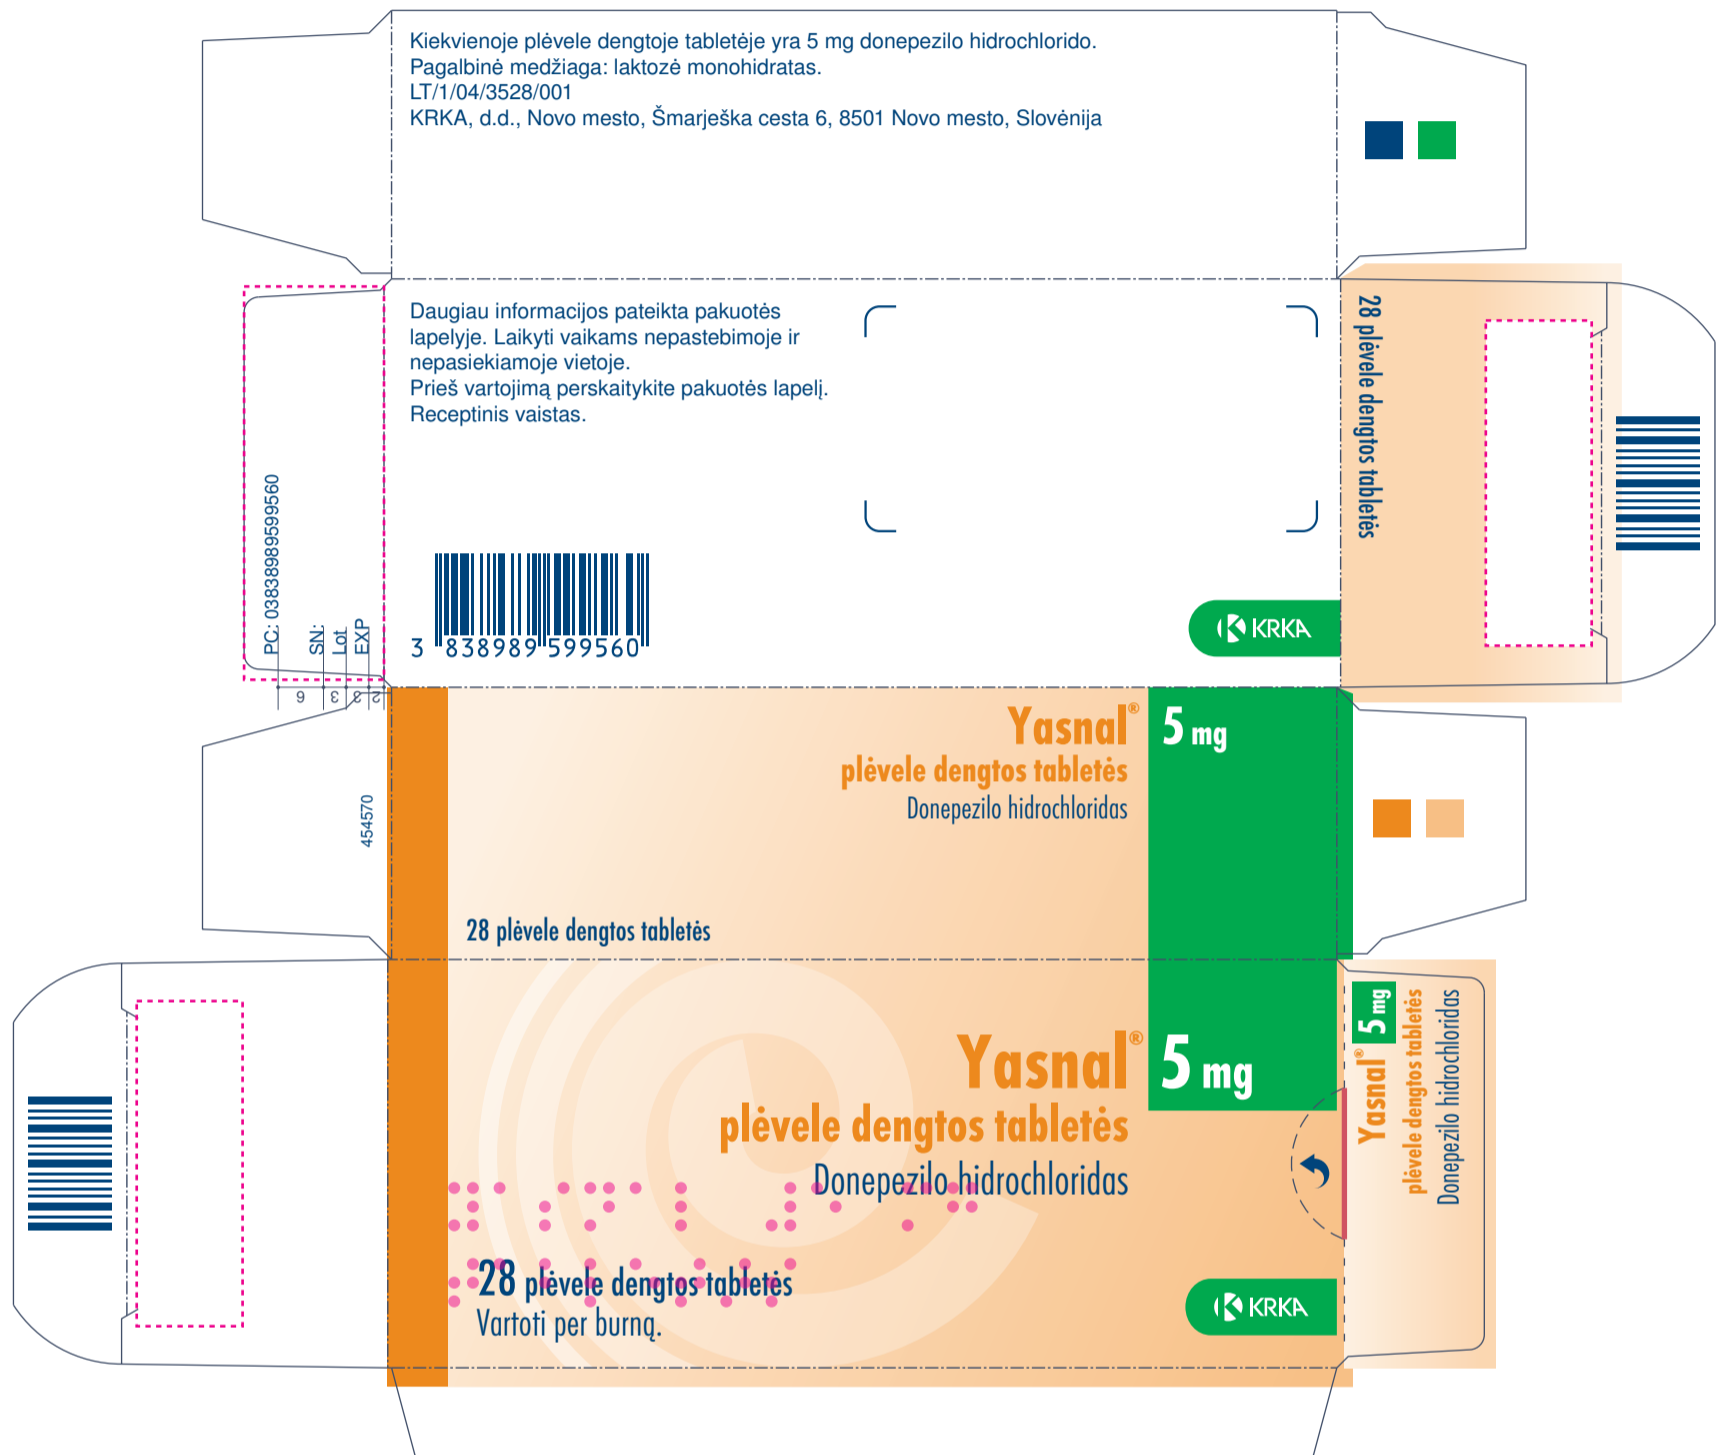 Kiekvienoje plėvele dengtoje tabletėje yra 5 mg donepezilo hidrochlorido.
Pagalbinė medžiaga: laktozė monohidratas.
LT/1/04/3528/001
KRKA, d.d., Novo mesto, Šmarješka cesta 6, 8501 Novo mesto, Slovėnija
Daugiau informacijos pateikta pakuotės
lapelyje. Laikyti vaikams nepastebimoje ir
nepasiekiamoje vietoje.
Prieš vartojimą perskaitykite pakuotės lapelį.
Receptinis vaistas.
28 plėvele dengtos tabletės
PC: 03838989599560
SN:
Lot
EXP
6 3 3 2
3 838989 599560
KRKA
Yasnal® 5 mg
plėvele dengtos tabletės
Donepezilo hidrochloridas
454570
28 plėvele dengtos tabletės
Yasnal® 5 mg
plėvele dengtos tabletės
Donepezilo hidrochloridas
28 plėvele dengtos tabletės
Vartoti per burną.
KRKA
Yasnal® 5 mg
plėvele dengtos tabletės
Donepezilo hidrochloridas